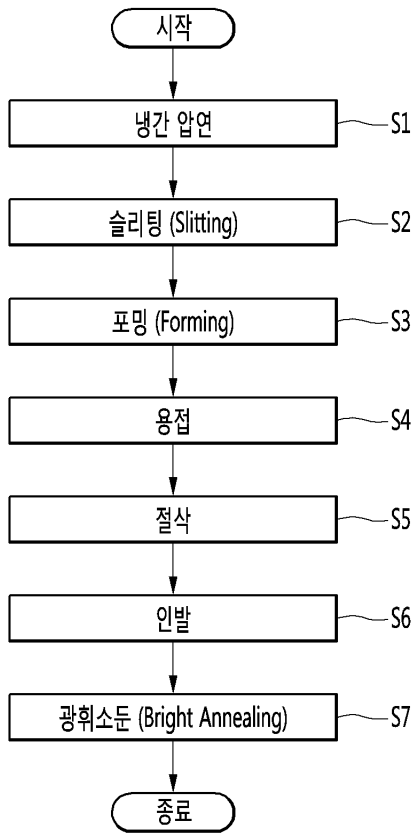 시작
냉간 압연
S1
슬리팅 (Slitting)
S2
포밍 (Forming)
S3
용접
S4
절삭
S5
인발
S6
광휘소둔 (Bright Annealing)
S7
종료